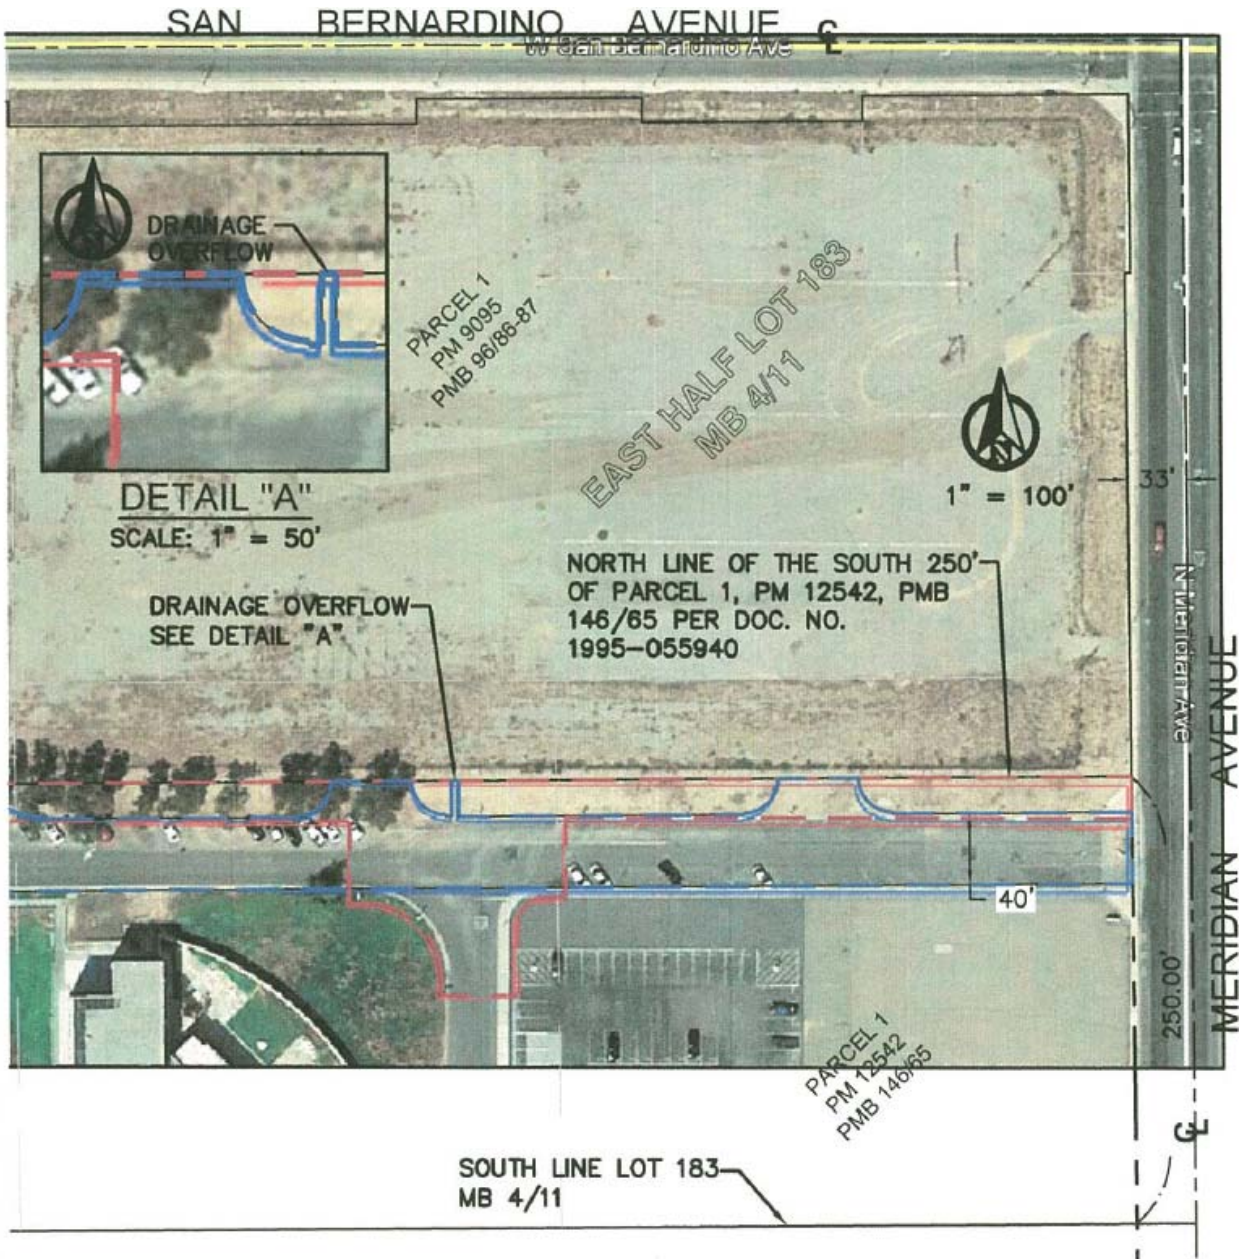 SAN BERNARDINO AVENUE ℄
W San Bernardino Ave
DRAINAGE
OVERFLOW
PARCEL 1
PM 9095
PMB 96/86-87
EAST HALF LOT 183
MB 4/11
N
1" = 100'
33'
DETAIL "A"
SCALE: 1" = 50'
NORTH LINE OF THE SOUTH 250'
OF PARCEL 1, PM 12542, PMB
146/65 PER DOC. NO.
1995-055940
DRAINAGE OVERFLOW
SEE DETAIL "A"
N Meridian Ave
MERIDIAN AVENUE
40'
250.00'
PARCEL 1
PM 12542
PMB 146/65
℄
SOUTH LINE LOT 183
MB 4/11